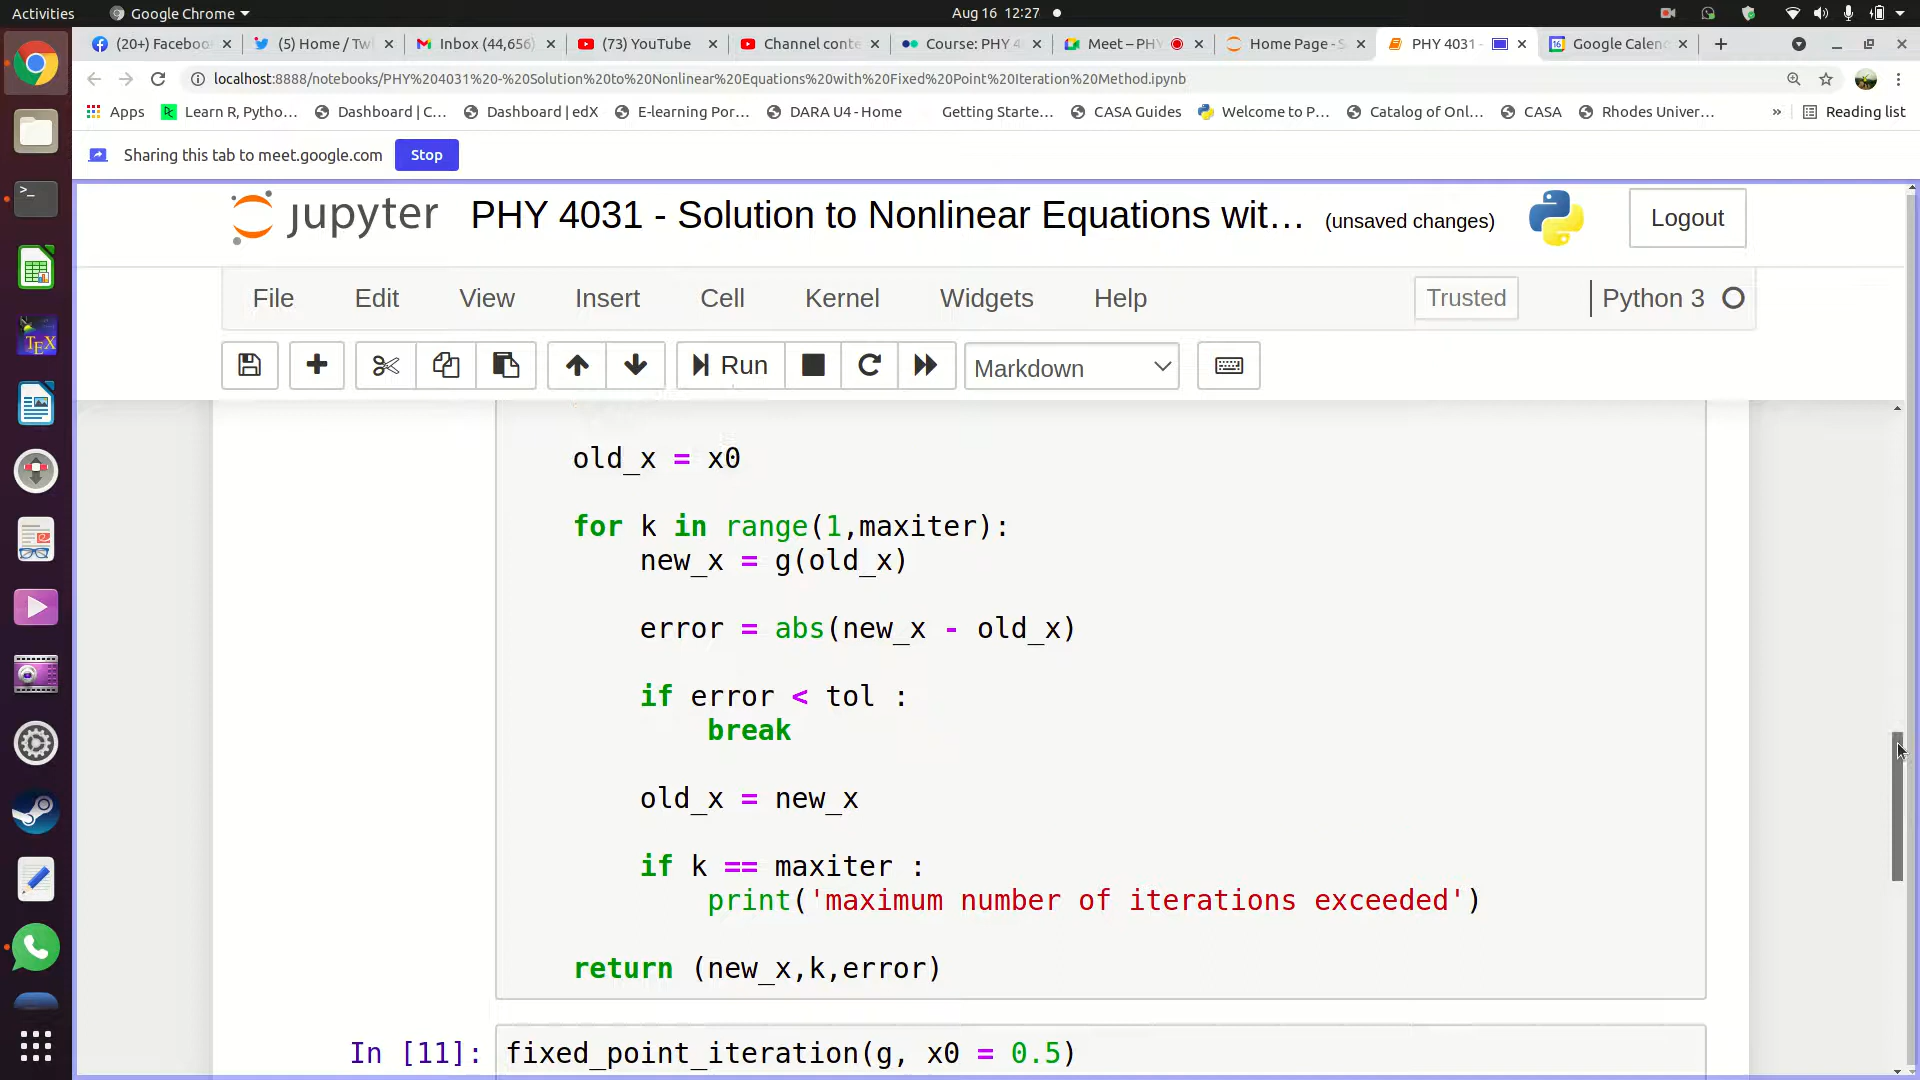 Activities
Google Chrome
Aug 16 12:27
(20+) Faceboo
(5) Home / Tw
Inbox (44,656)
(73) YouTube
Channel conte
Course: PHY 4
Meet – PHY
Home Page - S
PHY 4031 -
Google Calen
localhost:8888/notebooks/PHY%204031%20-%20Solution%20to%20Nonlinear%20Equations%20with%20Fixed%20Point%20Iteration%20Method.ipynb
Apps
Learn R, Pytho...
Dashboard | C...
Dashboard | edX
E-learning Por...
DARA U4 - Home
Getting Starte...
CASA Guides
Welcome to P...
Catalog of Onl...
CASA
Rhodes Univer...
»
Reading list
Sharing this tab to meet.google.com
Stop
jupyter
PHY 4031 - Solution to Nonlinear Equations wit...
(unsaved changes)
Logout
File
Edit
View
Insert
Cell
Kernel
Widgets
Help
Trusted
Python 3
Run
Markdown
old_x = x0
for k in range(1,maxiter):
new_x = g(old_x)
error = abs(new_x - old_x)
if error < tol :
break
old_x = new_x
if k == maxiter :
print('maximum number of iterations exceeded')
return (new_x,k,error)
In [11]:
fixed_point_iteration(g, x0 = 0.5)
TEX